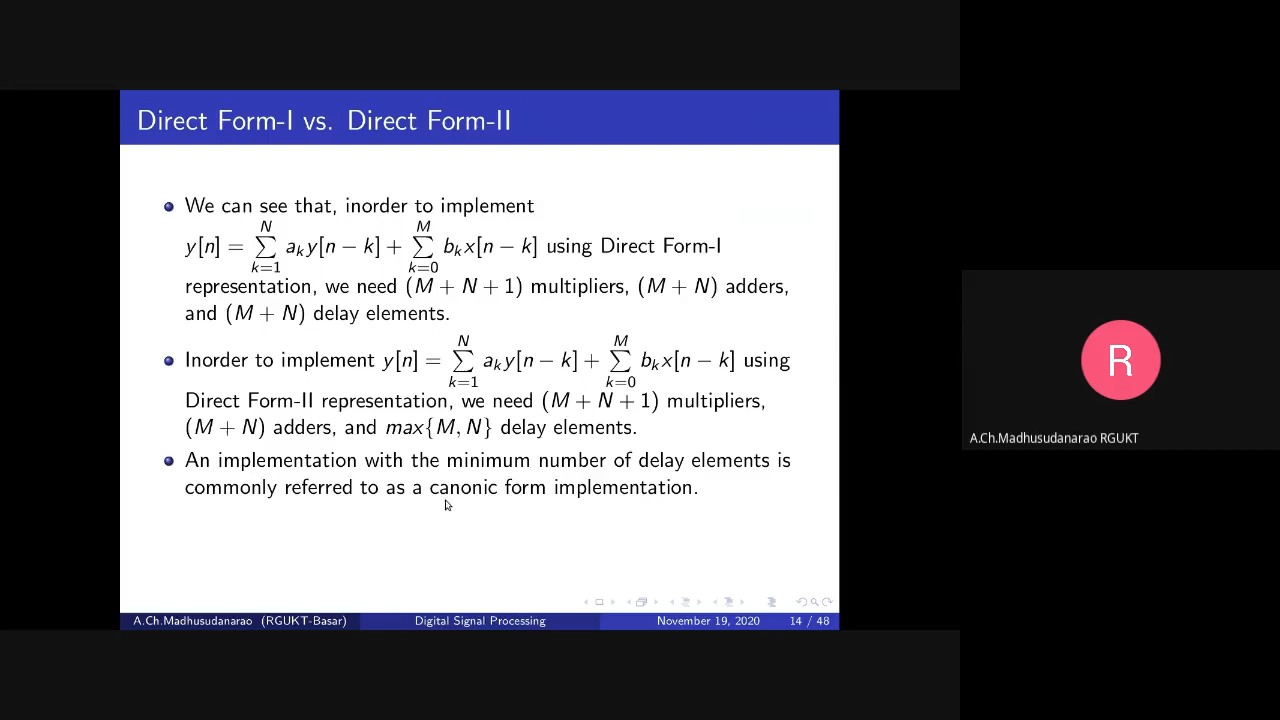 Direct Form-I vs. Direct Form-II
We can see that, inorder to implement
y[n] = \sum_{k=1}^{N} a_k y[n − k] + \sum_{k=0}^{M} b_k x[n − k] using Direct Form-I
representation, we need (M + N + 1) multipliers, (M + N) adders,
and (M + N) delay elements.
Inorder to implement y[n] = \sum_{k=1}^{N} a_k y[n − k] + \sum_{k=0}^{M} b_k x[n − k] using
Direct Form-II representation, we need (M + N + 1) multipliers,
(M + N) adders, and max{M, N} delay elements.
An implementation with the minimum number of delay elements is
commonly referred to as a canonic form implementation.
A.Ch.Madhusudanarao (RGUKT-Basar) Digital Signal Processing November 19, 2020 14 / 48
R
A.Ch.Madhusudanarao RGUKT